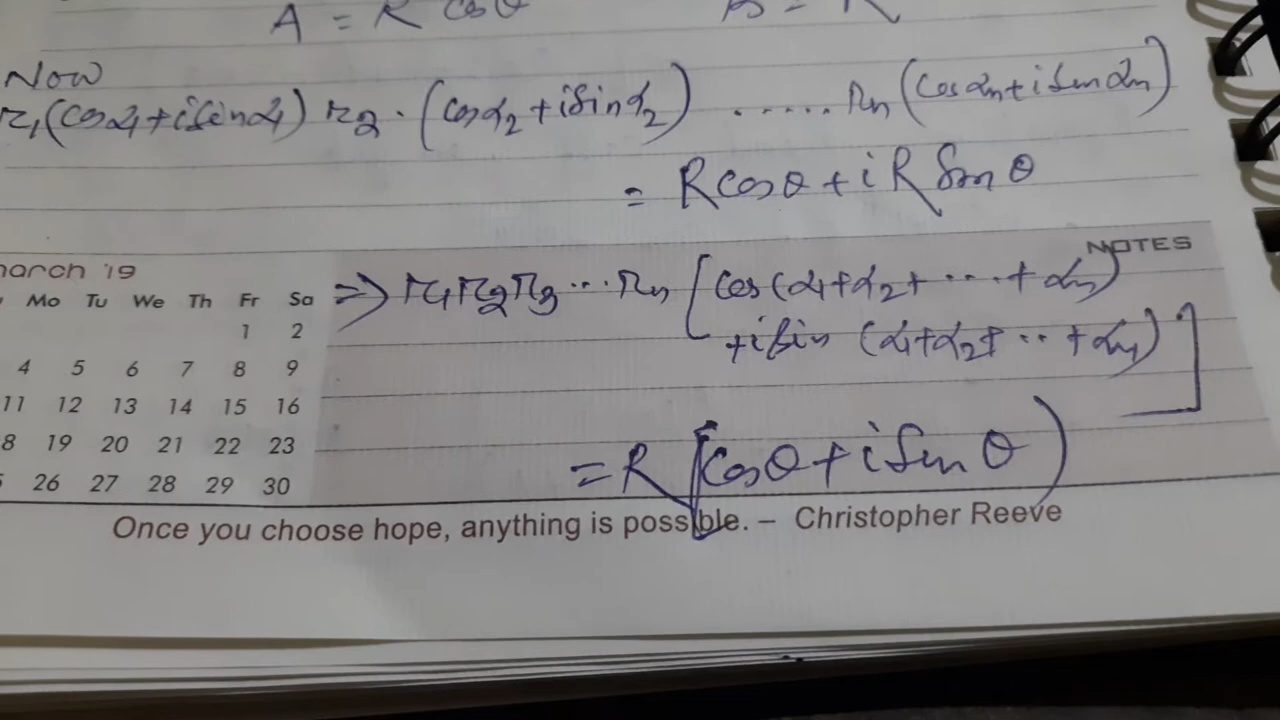 A = R cosθ B = R
Now
r₁(cosα₁+isinα₁) r₂.(cosα₂+isinα₂) ...... rₙ(cosαₙ+isinαₙ)
= Rcosθ+iRSinθ
NOTES
march '19
Mo Tu We Th Fr Sa
1 2
4 5 6 7 8 9
11 12 13 14 15 16
8 19 20 21 22 23
26 27 28 29 30
=> r₁r₂r₃...rₙ [cos(α₁+α₂+ ....+αₙ)
+isin (α₁+α₂+ .. +αₙ)]
=R(cosθ+iSinθ)
Once you choose hope, anything is possible. – Christopher Reeve